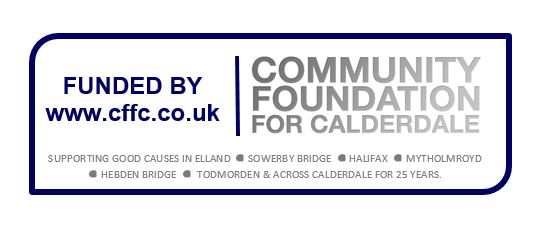 FUNDED BY
www.cffc.co.uk
COMMUNITY
FOUNDATION
FOR CALDERDALE
SUPPORTING GOOD CAUSES IN ELLAND SOWERBY BRIDGE HALIFAX MYTHOLMROYD
HEBDEN BRIDGE TODMORDEN & ACROSS CALDERDALE FOR 25 YEARS.